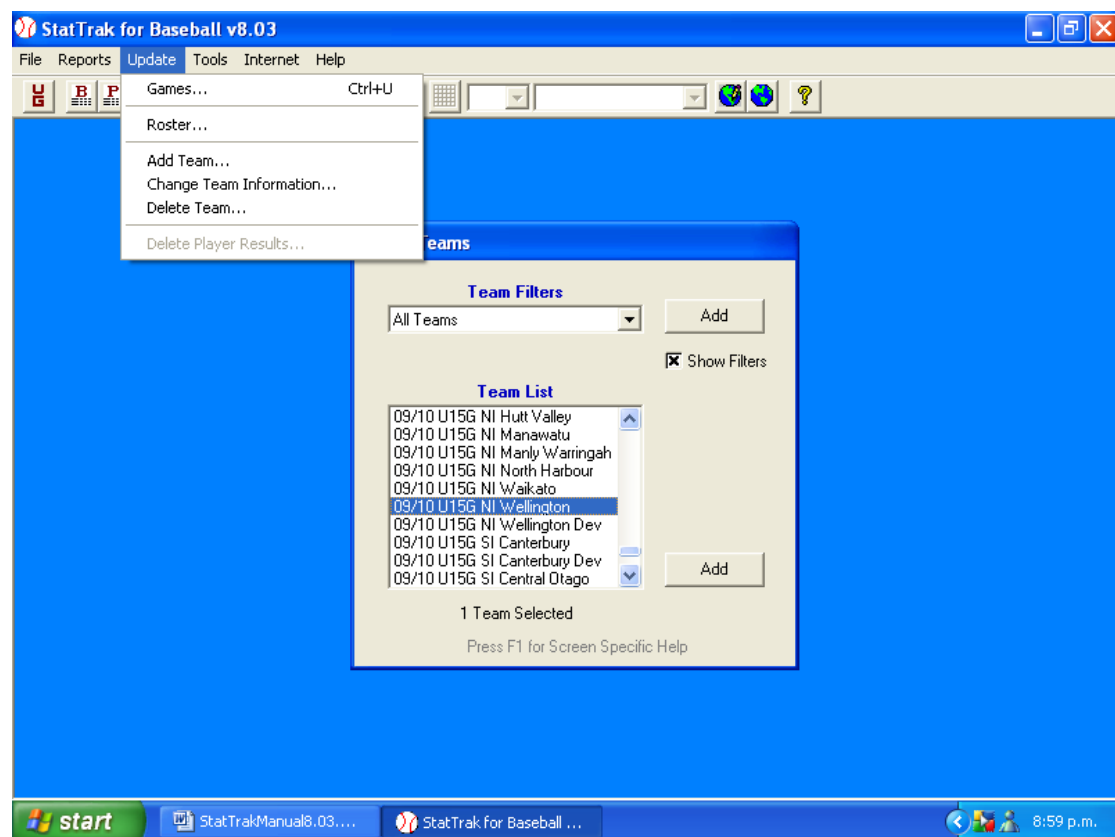 StatTrak for Baseball v8.03
File Reports Update Tools Internet Help
U G B P ?
Games... Ctrl+U
Roster...
Add Team...
Change Team Information...
Delete Team...
Delete Player Results...
Teams
Team Filters
All Teams Add
Show Filters
Team List
09/10 U15G NI Hutt Valley
09/10 U15G NI Manawatu
09/10 U15G NI Manly Warringah
09/10 U15G NI North Harbour
09/10 U15G NI Waikato
09/10 U15G NI Wellington
09/10 U15G NI Wellington Dev
09/10 U15G SI Canterbury
09/10 U15G SI Canterbury Dev
09/10 U15G SI Central Otago
Add
1 Team Selected
Press F1 for Screen Specific Help
start StatTrakManual8.03.... StatTrak for Baseball ... 8:59 p.m.